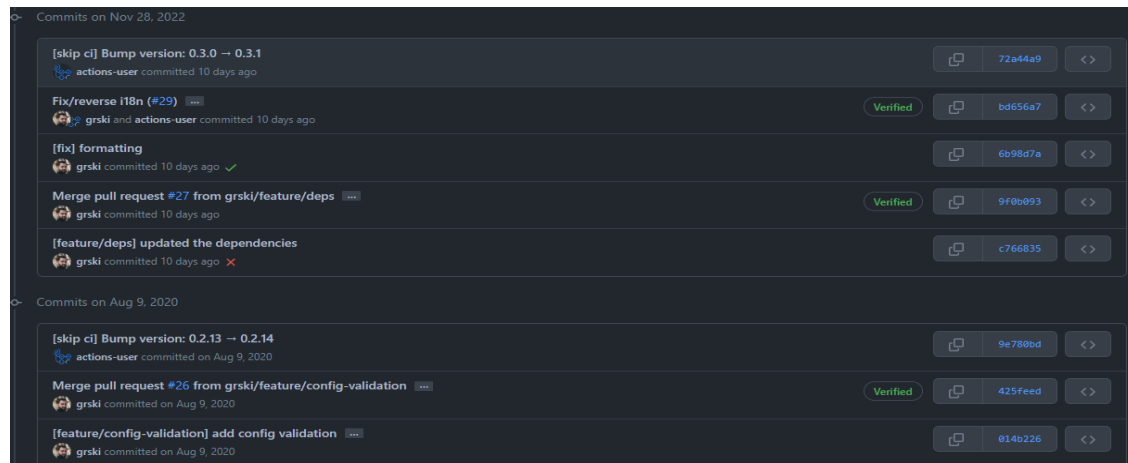 Commits on Nov 28, 2022
[skip ci] Bump version: 0.3.0 → 0.3.1
actions-user committed 10 days ago
72a44a9
Fix/reverse i18n (#29) ...
grski and actions-user committed 10 days ago
Verified
bd656a7
[fix] formatting
grski committed 10 days ago
6b98d7a
Merge pull request #27 from grski/feature/deps ...
grski committed 10 days ago
Verified
9f0b093
[feature/deps] updated the dependencies
grski committed 10 days ago
c766835
Commits on Aug 9, 2020
[skip ci] Bump version: 0.2.13 → 0.2.14
actions-user committed on Aug 9, 2020
9e780bd
Merge pull request #26 from grski/feature/config-validation ...
grski committed on Aug 9, 2020
Verified
425feed
[feature/config-validation] add config validation ...
grski committed on Aug 9, 2020
014b226